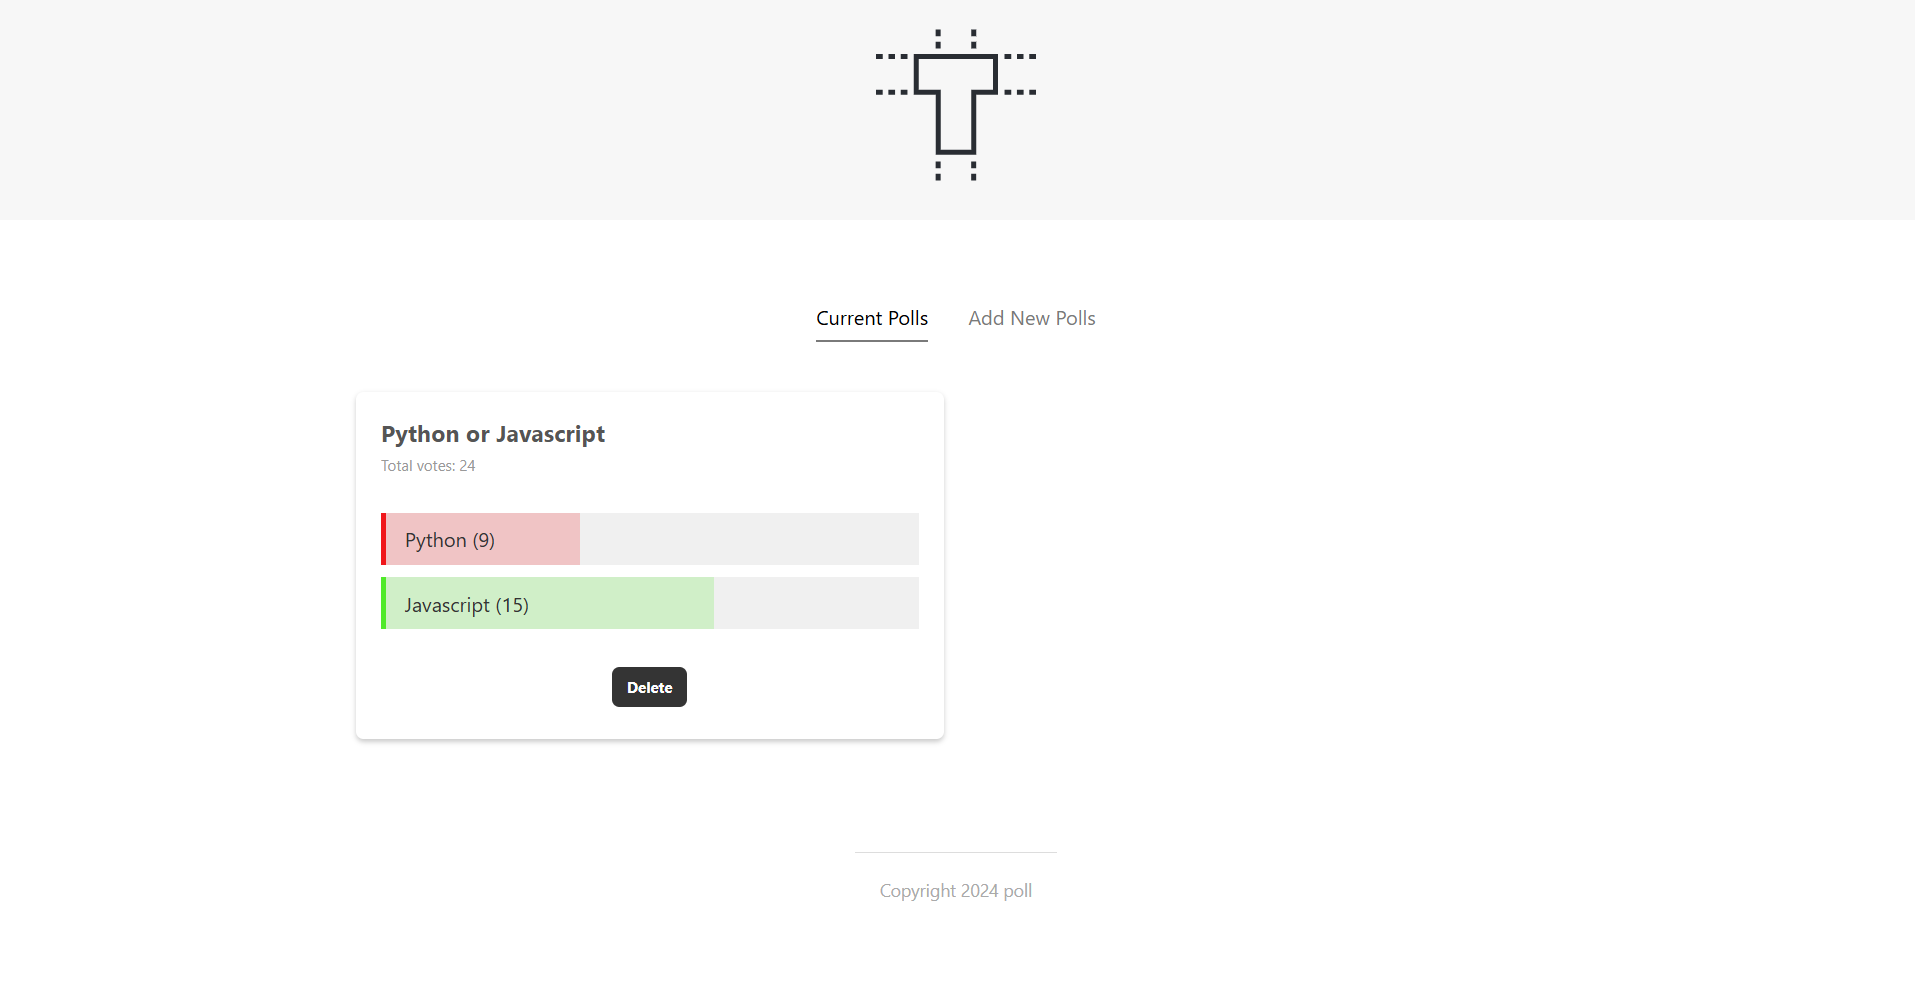 Current Polls Add New Polls
Python or Javascript
Total votes: 24
Python (9)
Javascript (15)
Delete
Copyright 2024 poll